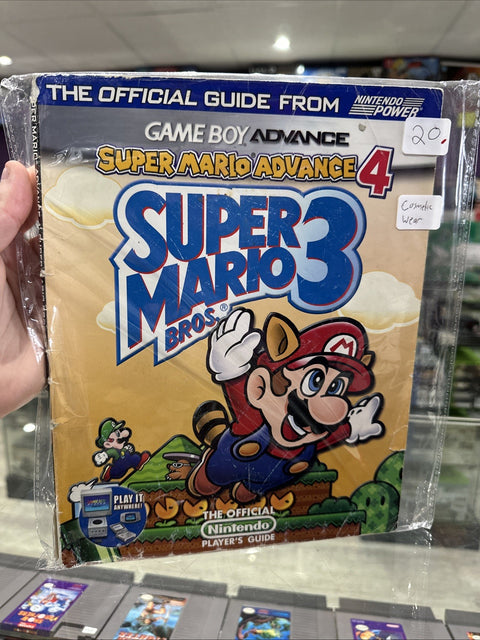 THE OFFICIAL GUIDE FROM NINTENDO POWER
20.
GAME BOY ADVANCE
SUPER MARIO ADVANCE 4
Cosmetic
Wear
SUPER
MARIO 3
BROS.®
M
PLAY IT
ANYWHERE!
THE OFFICIAL
Nintendo
PLAYER'S GUIDE